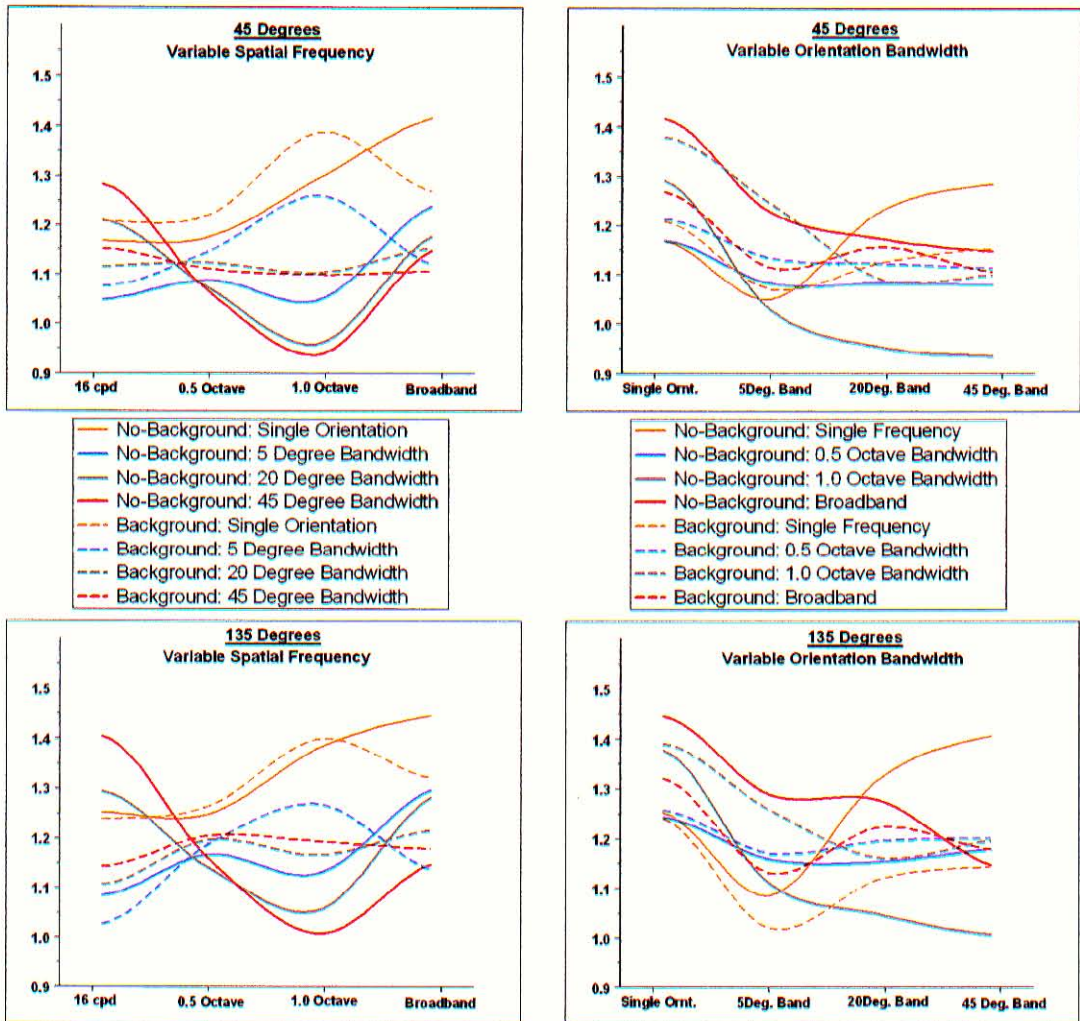 45 Degrees
Variable Spatial Frequency
1.5
1.4
1.3
1.2
1.1
1.0
0.9
16 cpd
0.5 Octave
1.0 Octave
Broadband
45 Degrees
Variable Orientation Bandwidth
1.5
1.4
1.3
1.2
1.1
1.0
0.9
Single Ornt.
5Deg. Band
20Deg. Band
45 Deg. Band
No-Background: Single Orientation
No-Background: 5 Degree Bandwidth
No-Background: 20 Degree Bandwidth
No-Background: 45 Degree Bandwidth
Background: Single Orientation
Background: 5 Degree Bandwidth
Background: 20 Degree Bandwidth
Background: 45 Degree Bandwidth
No-Background: Single Frequency
No-Background: 0.5 Octave Bandwidth
No-Background: 1.0 Octave Bandwidth
No-Background: Broadband
Background: Single Frequency
Background: 0.5 Octave Bandwidth
Background: 1.0 Octave Bandwidth
Background: Broadband
135 Degrees
Variable Spatial Frequency
1.5
1.4
1.3
1.2
1.1
1.0
0.9
16 cpd
0.5 Octave
1.0 Octave
Broadband
135 Degrees
Variable Orientation Bandwidth
1.5
1.4
1.3
1.2
1.1
1.0
0.9
Single Ornt.
5Deg. Band
20Deg. Band
45 Deg. Band